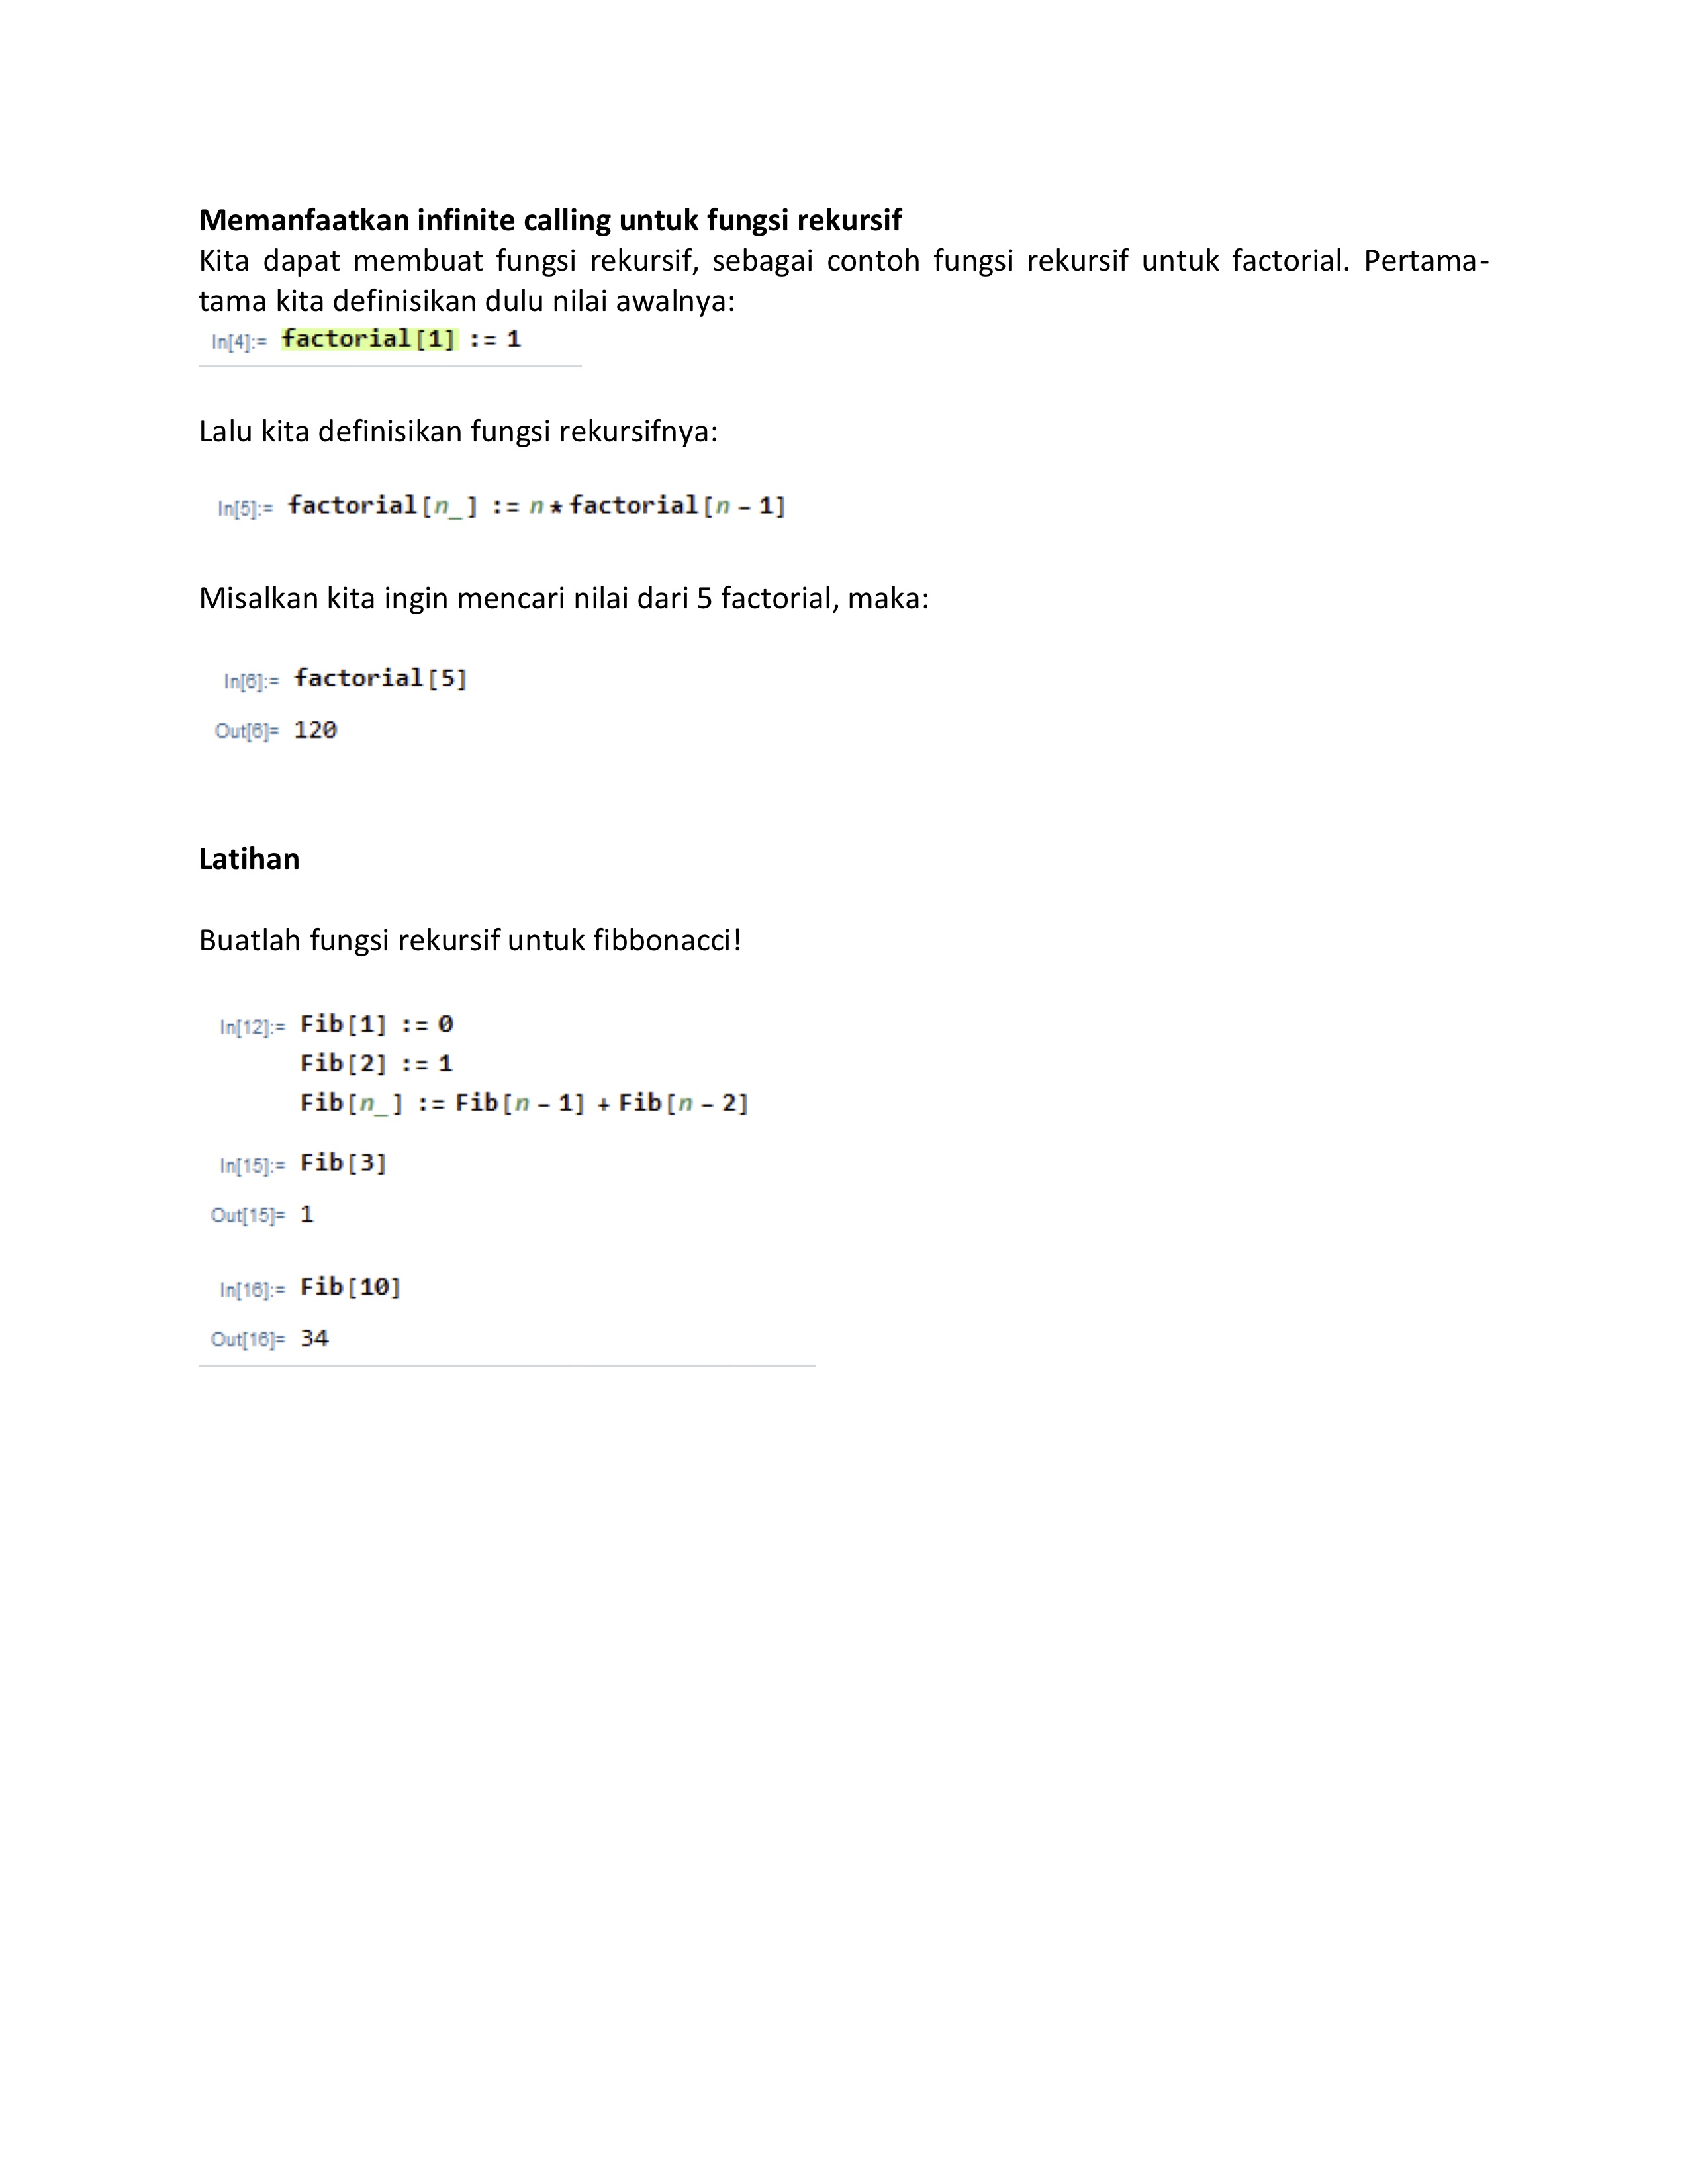 Memanfaatkan infinite calling untuk fungsi rekursif
Kita dapat membuat fungsi rekursif, sebagai contoh fungsi rekursif untuk factorial. Pertama-
tama kita definisikan dulu nilai awalnya:
In[4]:= factorial[1] := 1
Lalu kita definisikan fungsi rekursifnya:
In[5]:= factorial[n_] := n * factorial[n - 1]
Misalkan kita ingin mencari nilai dari 5 factorial, maka:
In[6]:= factorial[5]
Out[6]= 120
Latihan
Buatlah fungsi rekursif untuk fibbonacci!
In[12]:= Fib[1] := 0
Fib[2] := 1
Fib[n_] := Fib[n - 1] + Fib[n - 2]
In[15]:= Fib[3]
Out[15]= 1
In[16]:= Fib[10]
Out[16]= 34